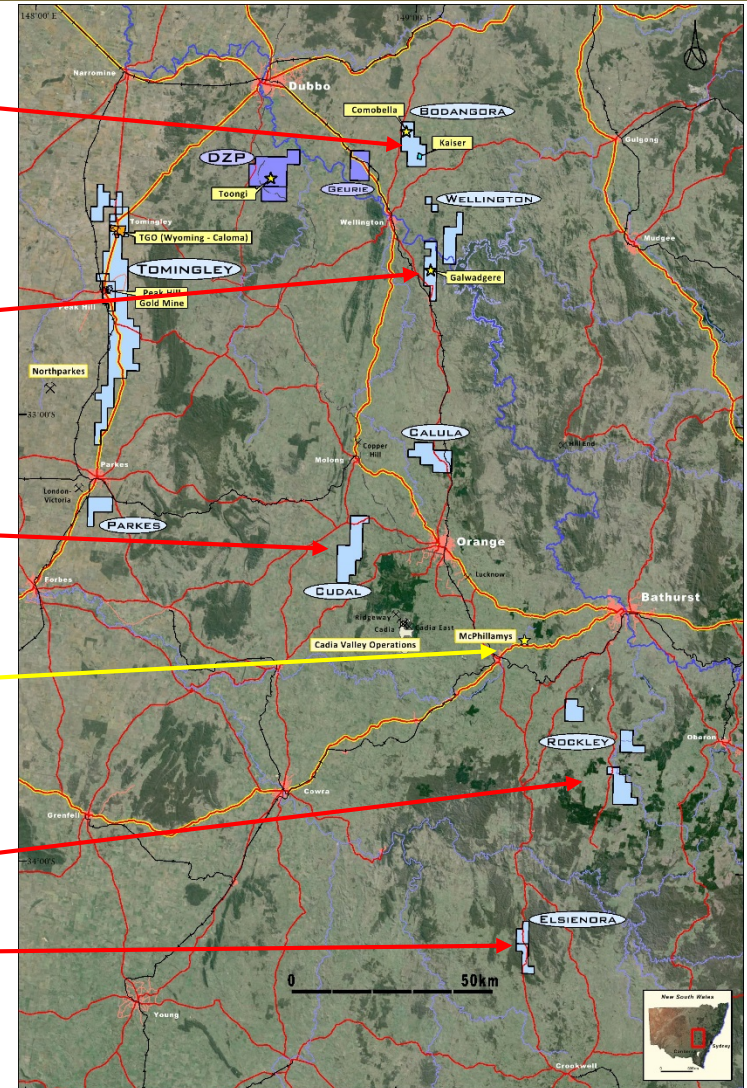 148°00' E
149°00' E
Narromine
Dubbo
Comobella
BODANGORA
Kaiser
Gulgong
DZP
Toongi
GEURIE
WELLINGTON
Wellington
Tomingley
TGO (Wyoming - Caloma)
Mudgee
TOMINGLEY
Galwadgere
Peak Hill
Gold Mine
Peak Hill
Northparkes
33°00'S
CALULA
Copper
Hill
Hill End
Molong
Parkes
London-
Victoria
PARKES
Orange
Forbes
CUDAL
Lucknow
Bathurst
Ridgeway
Cadia
Cadia East
McPhillamys
Cadia Valley Operations
ROCKLEY
Oberon
Cowra
Grenfell
34°00'S
ELSIENORA
0
50km
Young
New South Wales
Sydney
Crookwell